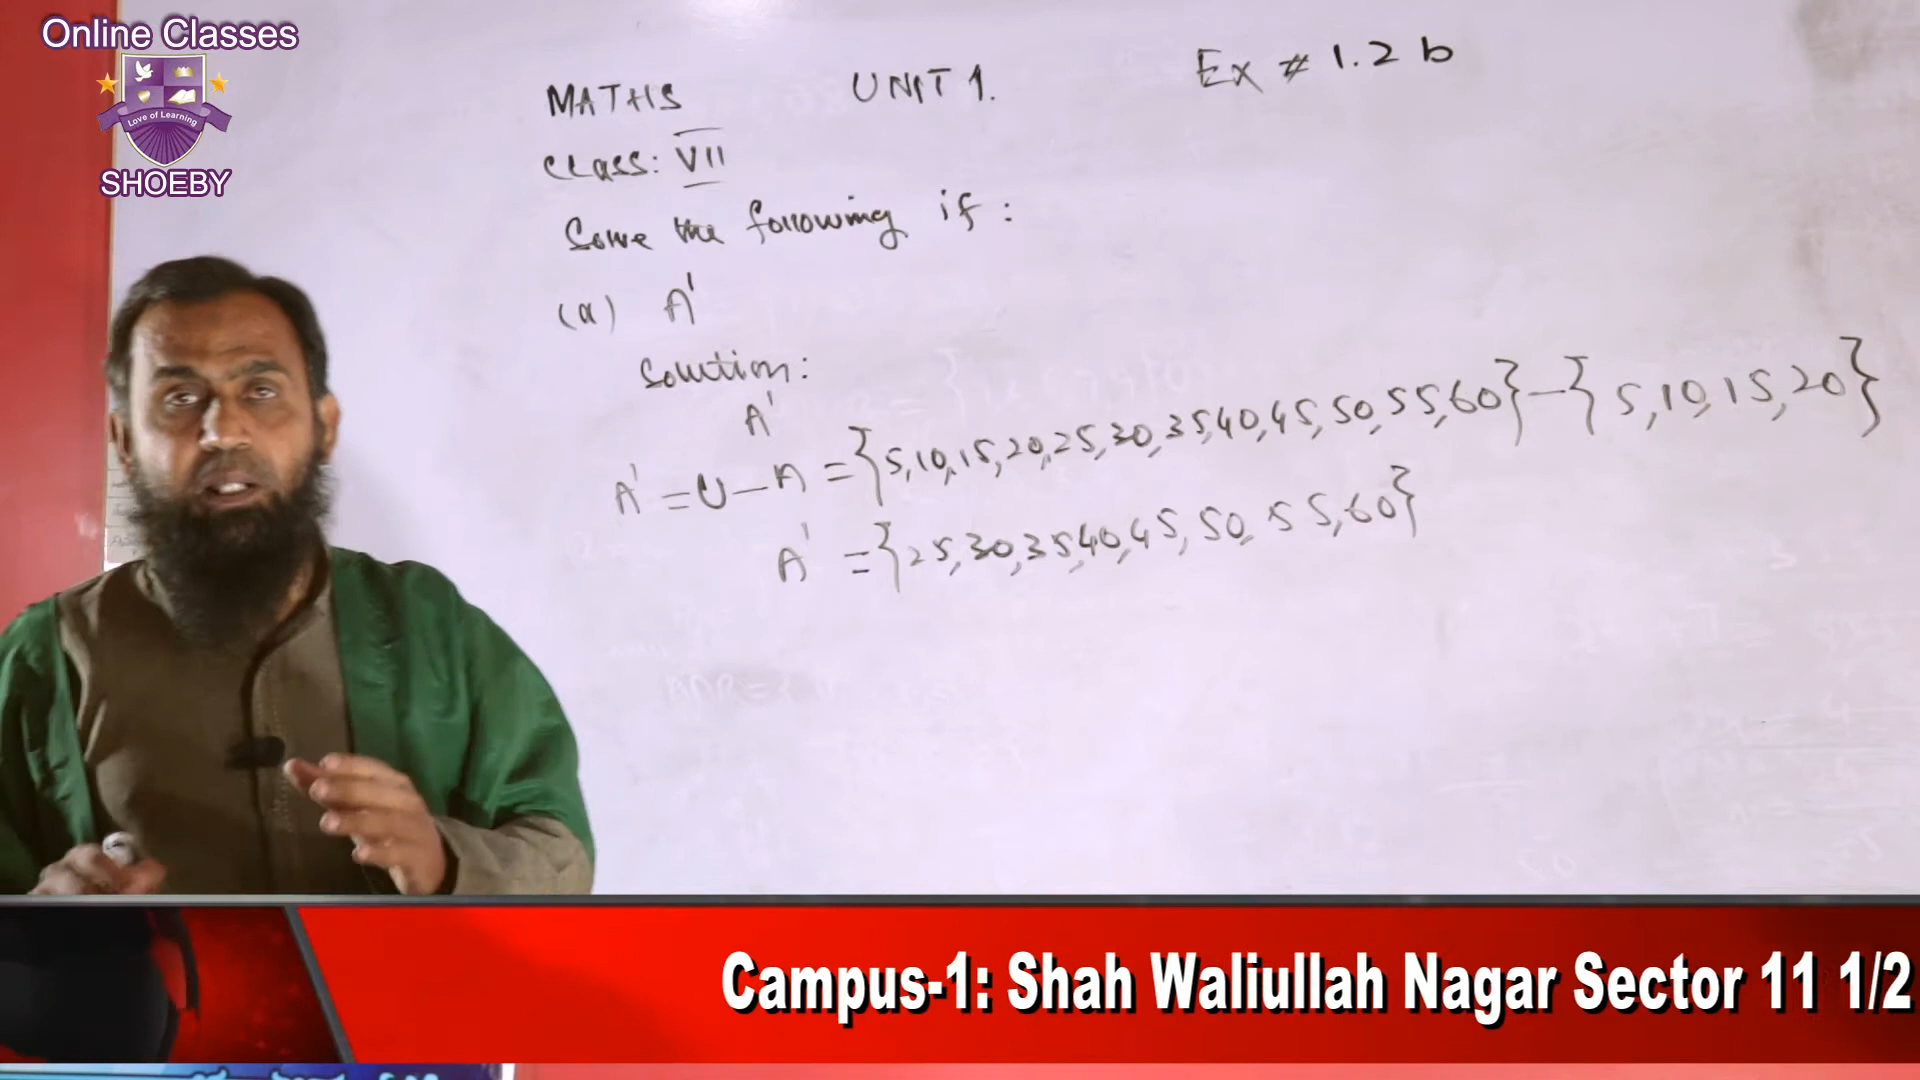 Online Classes
Love of Learning
SHOEBY
MATHS UNIT 1. Ex # 1.2 b
Class: VII
Solve the following if :
(a) A'
Solution:
A'
A' = U - A = {5,10,15,20,25,30,35,40,45,50,55,60} - {5,10,15,20}
A' = {25,30,35,40,45,50,55,60}
Campus-1: Shah Waliullah Nagar Sector 11 1/2